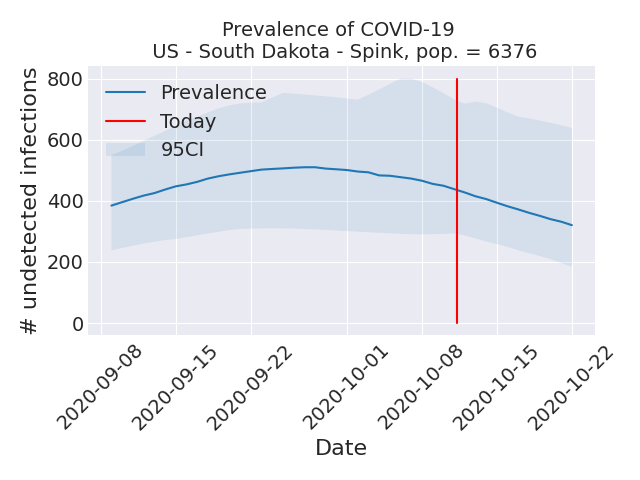 Prevalence of COVID-19
US - South Dakota - Spink, pop. = 6376
# undetected infections
800
600
400
200
0
Prevalence
Today
95CI
2020-09-08
2020-09-15
2020-09-22
2020-10-01
2020-10-08
2020-10-15
2020-10-22
Date